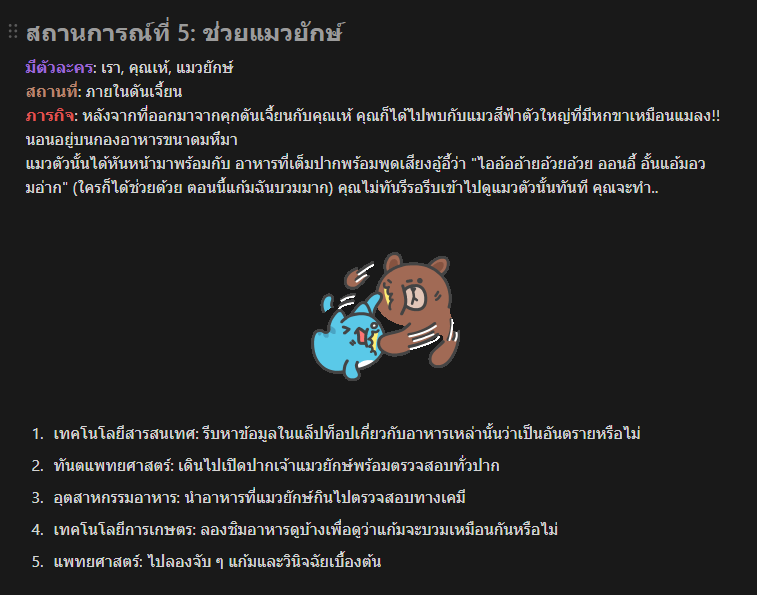 สถานการณ์ที่ 5: ช่วยแมวยักษ์
มีตัวละคร: เรา, คุณเห้, แมวยักษ์
สถานที่: ภายในดันเจี้ยน
ภารกิจ: หลังจากที่ออกมาจากคุกดันเจี้ยนกับคุณเห้ คุณก็ได้ไปพบกับแมวสีฟ้าตัวใหญ่ที่มีหกขาเหมือนแมลง!!
นอนอยู่บนกองอาหารขนาดมหึมา
แมวตัวนั้นได้หันหน้ามาพร้อมกับ อาหารที่เต็มปากพร้อมพูดเสียงอู้อี้ว่า "ไออ้ออ้ายอ้วยอ้วย ออนอี้ อั้นแอ้มอว
มอ่าก" (ใครก็ได้ช่วยด้วย ตอนนี้แก้มฉันบวมมาก) คุณไม่ทันรีรอรีบเข้าไปดูแมวตัวนั้นทันที คุณจะทำ..
1. เทคโนโลยีสารสนเทศ: รีบหาข้อมูลในแล็ปท็อปเกี่ยวกับอาหารเหล่านั้นว่าเป็นอันตรายหรือไม่
2. ทันตแพทยศาสตร์: เดินไปเปิดปากเจ้าแมวยักษ์พร้อมตรวจสอบทั่วปาก
3. อุตสาหกรรมอาหาร: นำอาหารที่แมวยักษ์กินไปตรวจสอบทางเคมี
4. เทคโนโลยีการเกษตร: ลองชิมอาหารดูบ้างเพื่อดูว่าแก้มจะบวมเหมือนกันหรือไม่
5. แพทยศาสตร์: ไปลองจับ ๆ แก้มและวินิจฉัยเบื้องต้น